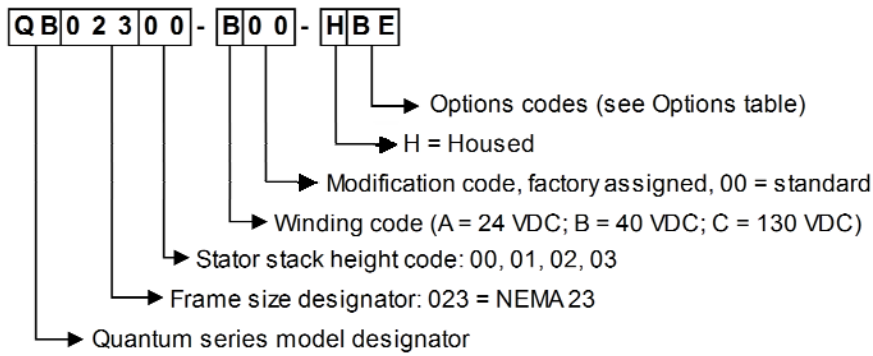 QB02300-B00-HBE
Options codes (see Options table)
H = Housed
Modification code, factory assigned, 00 = standard
Winding code (A = 24 VDC; B = 40 VDC; C = 130 VDC)
Stator stack height code: 00, 01, 02, 03
Frame size designator: 023 = NEMA 23
Quantum series model designator